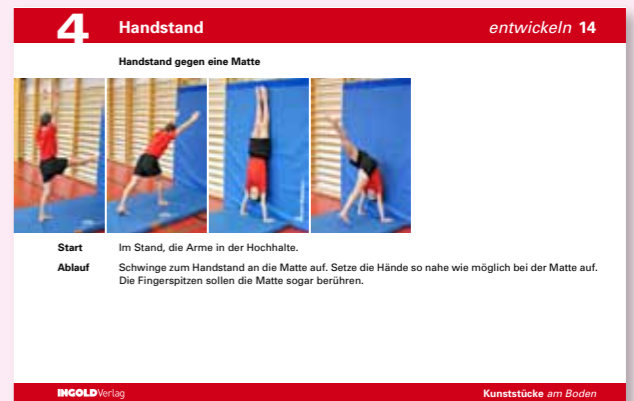 4 Handstand entwickeln 14
Handstand gegen eine Matte
Start Im Stand, die Arme in der Hochhalte.
Ablauf Schwinge zum Handstand an die Matte auf. Setze die Hände so nahe wie möglich bei der Matte auf.
Die Fingerspitzen sollen die Matte sogar berühren.
INGOLDVerlag Kunststücke am Boden